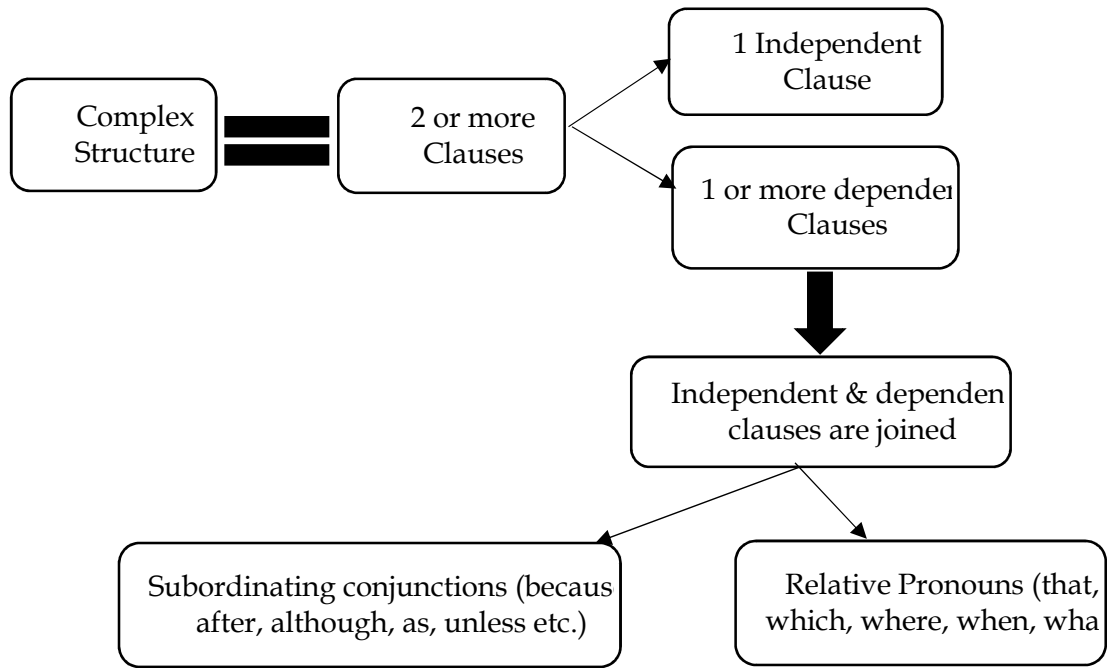 Complex
Structure
2 or more
Clauses
1 Independent
Clause
1 or more depende
Clauses
Independent & dependen
clauses are joined
Subordinating conjunctions (becaus
after, although, as, unless etc.)
Relative Pronouns (that,
which, where, when, wha